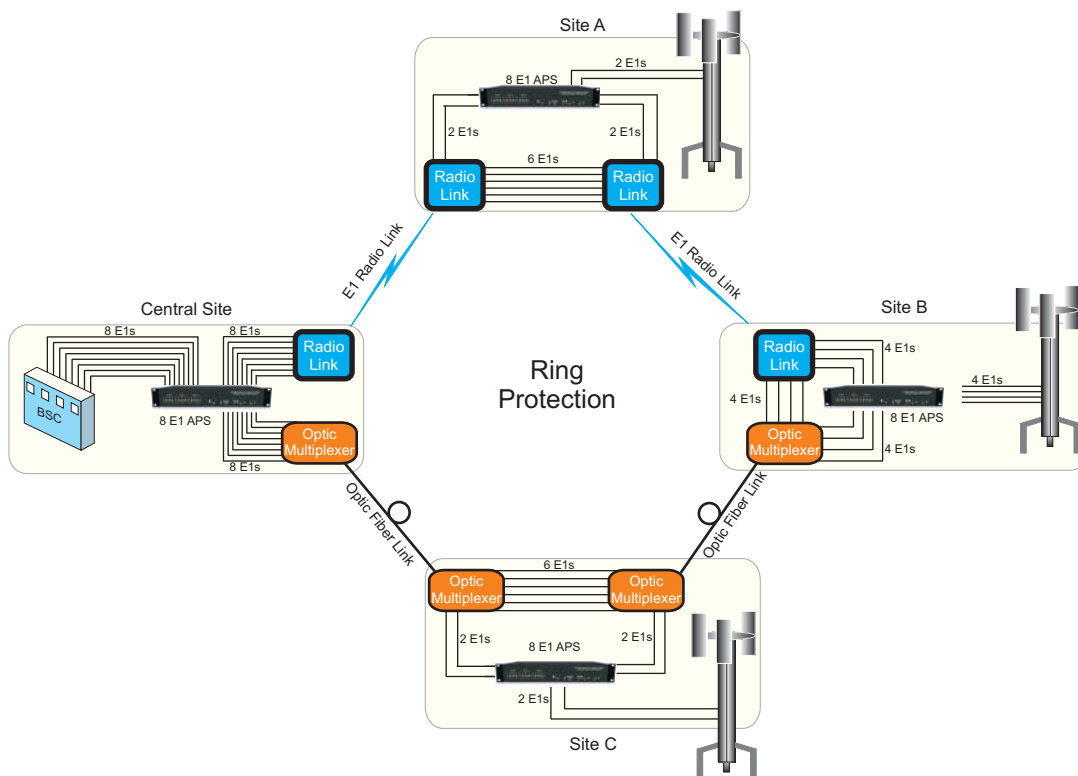 Site A
2 E1s
8 E1 APS
2 E1s
2 E1s
6 E1s
Radio
Link
Radio
Link
E1 Radio Link
E1 Radio Link
Central Site
8 E1s
8 E1s
Radio
Link
BSC
8 E1 APS
Optic
Multiplexer
8 E1s
Ring
Protection
Site B
Radio
Link
4 E1s
4 E1s
4 E1s
8 E1 APS
Optic
Multiplexer
4 E1s
Optic Fiber Link
Optic Fiber Link
6 E1s
Optic
Multiplexer
Optic
Multiplexer
2 E1s
2 E1s
8 E1 APS
2 E1s
Site C